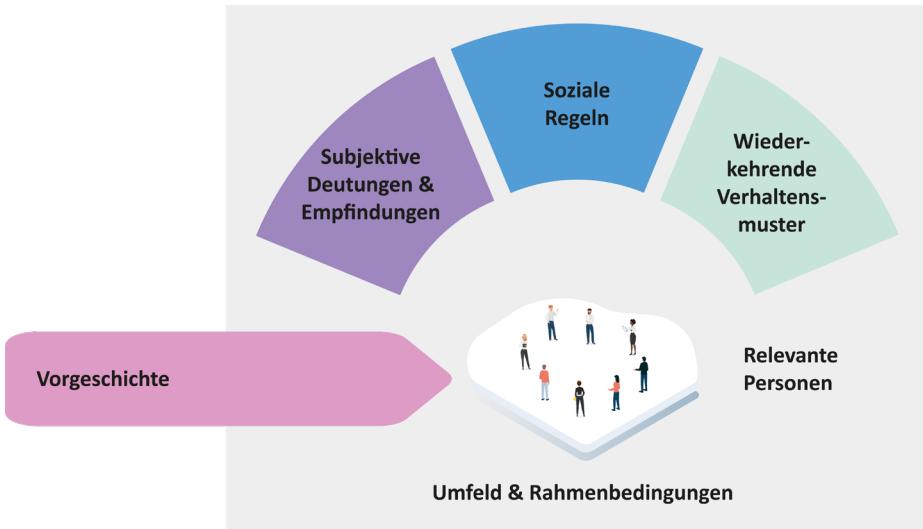 Soziale
Regeln
Subjektive
Deutungen &
Empfindungen
Wieder-
kehrende
Verhaltens-
muster
Vorgeschichte
Relevante
Personen
Umfeld & Rahmenbedingungen